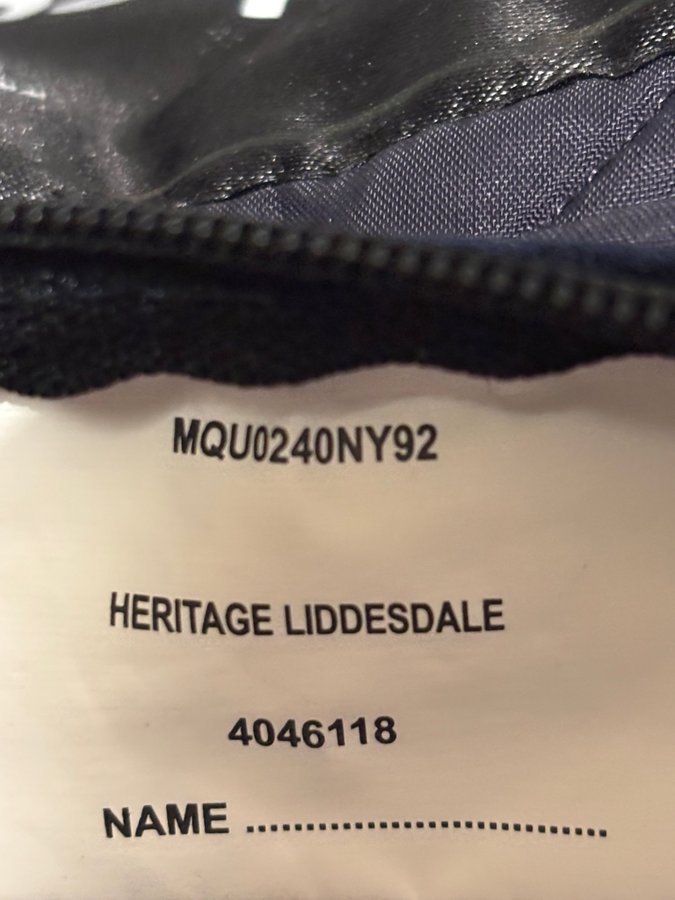 MQU0240NY92
HERITAGE LIDDESDALE
4046118
NAME ..............................